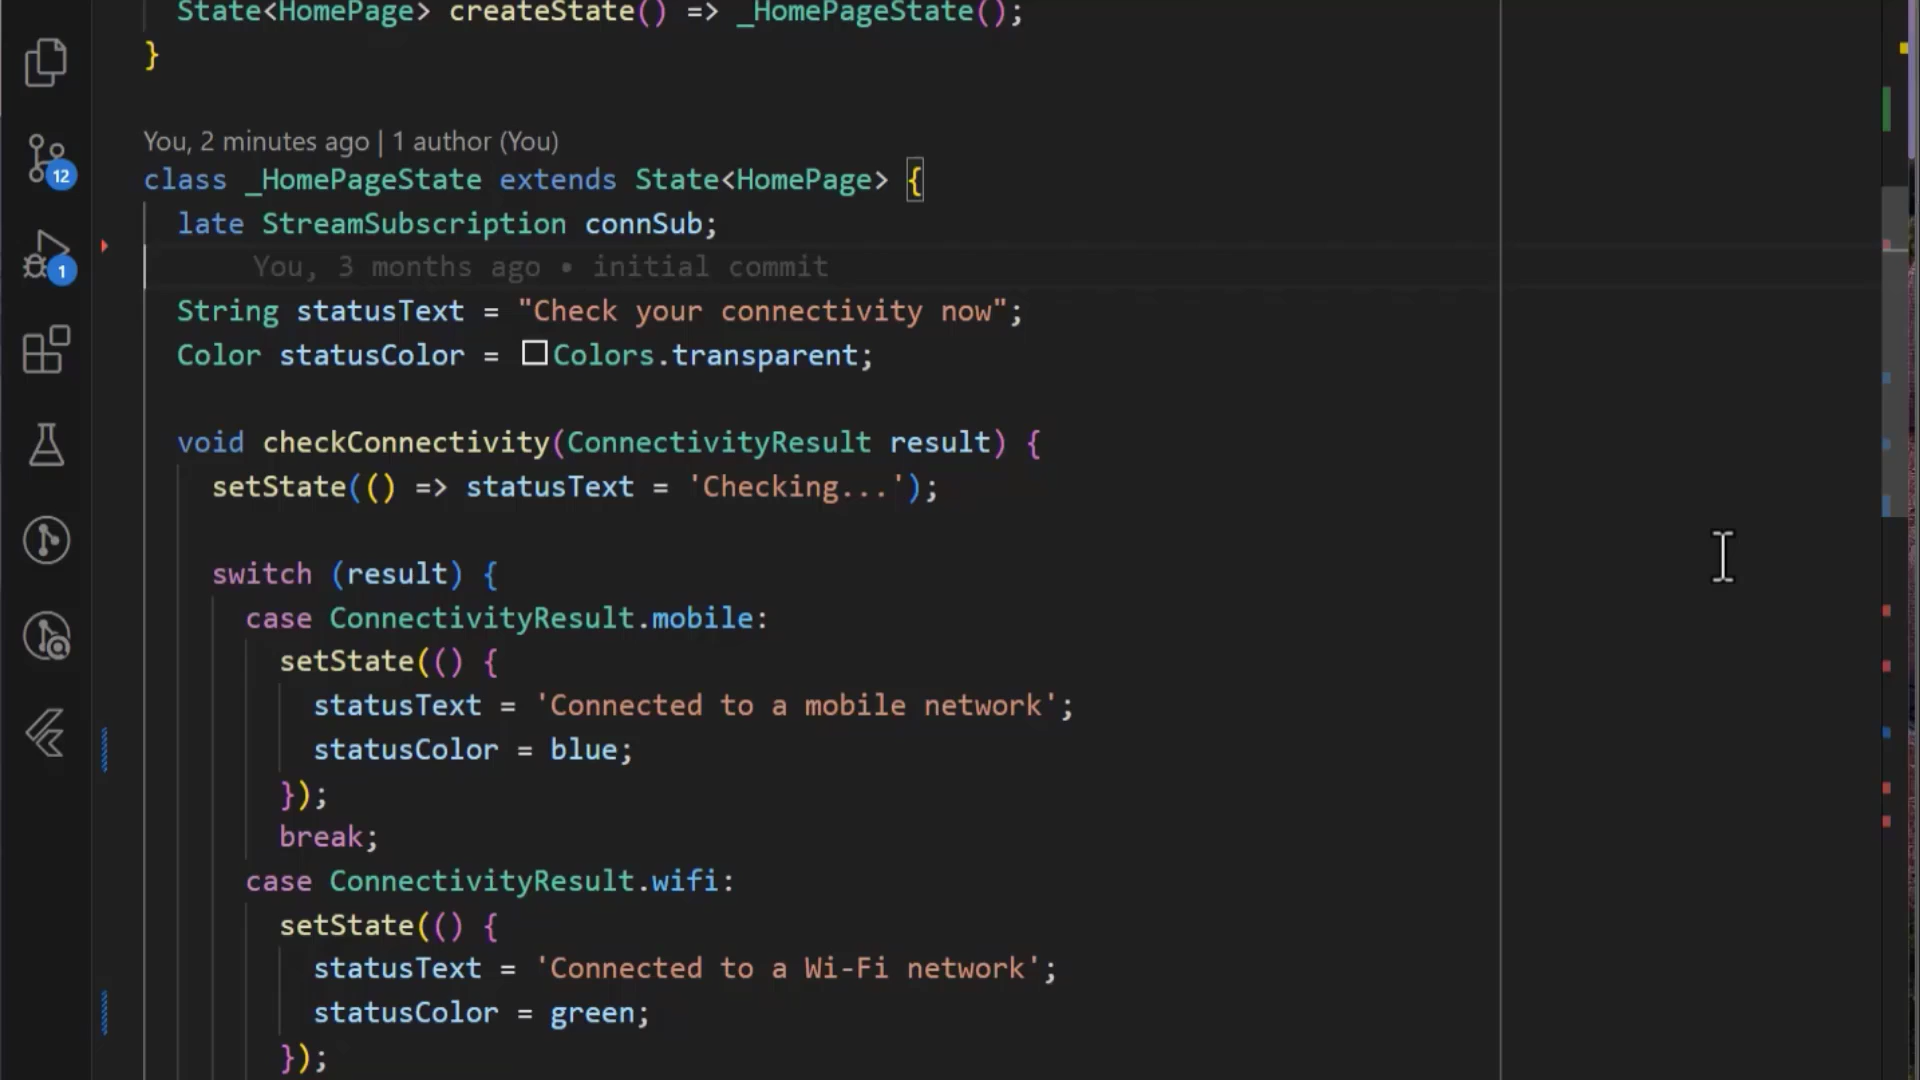 State<HomePage> createState() => _HomePageState();
}
You, 2 minutes ago | 1 author (You)
class _HomePageState extends State<HomePage> {
late StreamSubscription connSub;
You, 3 months ago • initial commit
String statusText = "Check your connectivity now";
Color statusColor = Colors.transparent;
void checkConnectivity(ConnectivityResult result) {
setState(() => statusText = 'Checking...');
switch (result) {
case ConnectivityResult.mobile:
setState(() {
statusText = 'Connected to a mobile network';
statusColor = blue;
});
break;
case ConnectivityResult.wifi:
setState(() {
statusText = 'Connected to a Wi-Fi network';
statusColor = green;
});
12
1